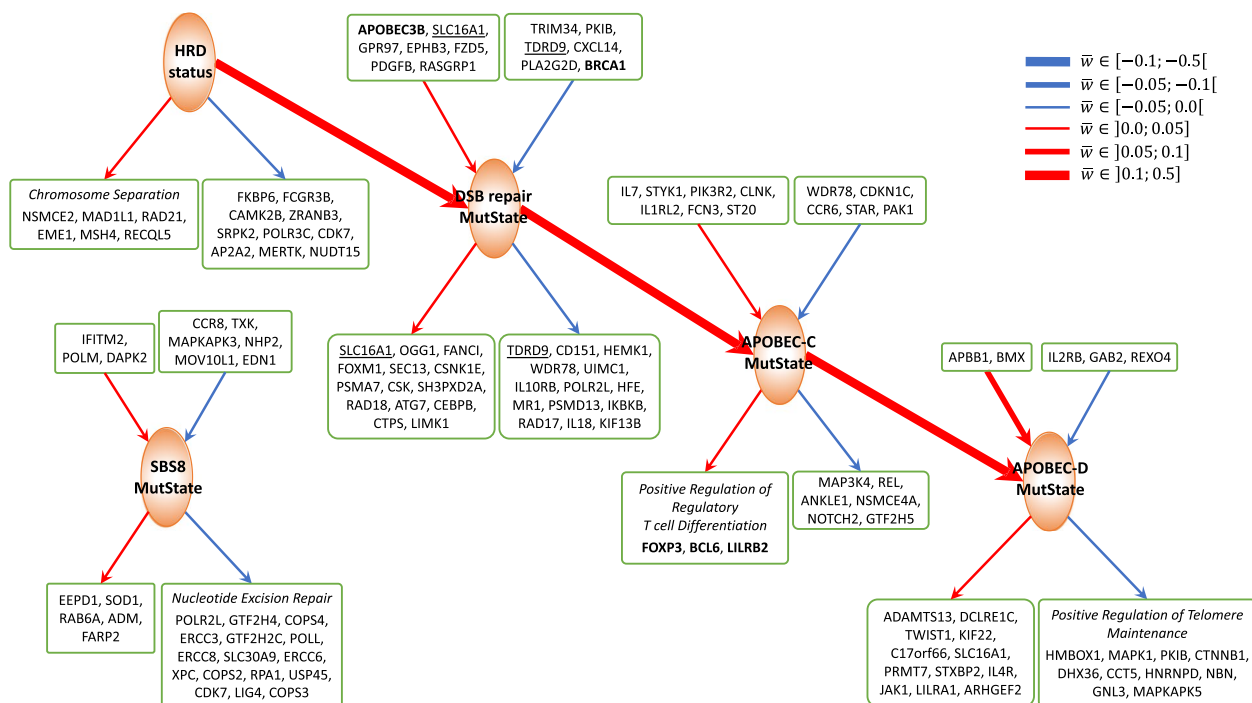 HRD
status
APOBEC3B, SLC16A1,
GPR97, EPHB3, FZD5,
PDGFB, RASGRP1
TRIM34, PKIB,
TDRD9, CXCL14,
PLA2G2D, BRCA1
w̅ ∈ [−0.1; −0.5[
w̅ ∈ [−0.05; −0.1[
w̅ ∈ [−0.05; 0.0[
w̅ ∈ ]0.0; 0.05]
w̅ ∈ ]0.05; 0.1]
w̅ ∈ ]0.1; 0.5]
Chromosome Separation
NSMCE2, MAD1L1, RAD21,
EME1, MSH4, RECQL5
FKBP6, FCGR3B,
CAMK2B, ZRANB3,
SRPK2, POLR3C, CDK7,
AP2A2, MERTK, NUDT15
DSB repair
MutState
IL7, STYK1, PIK3R2, CLNK,
IL1RL2, FCN3, ST20
WDR78, CDKN1C,
CCR6, STAR, PAK1
IFITM2,
POLM, DAPK2
CCR8, TXK,
MAPKAPK3, NHP2,
MOV10L1, EDN1
SLC16A1, OGG1, FANCI,
FOXM1, SEC13, CSNK1E,
PSMA7, CSK, SH3PXD2A,
RAD18, ATG7, CEBPB,
CTPS, LIMK1
TDRD9, CD151, HEMK1,
WDR78, UIMC1,
IL10RB, POLR2L, HFE,
MR1, PSMD13, IKBKB,
RAD17, IL18, KIF13B
APOBEC-C
MutState
APBB1, BMX
IL2RB, GAB2, REXO4
SBS8
MutState
Positive Regulation of
Regulatory
T cell Differentiation
FOXP3, BCL6, LILRB2
MAP3K4, REL,
ANKLE1, NSMCE4A,
NOTCH2, GTF2H5
APOBEC-D
MutState
EEPD1, SOD1,
RAB6A, ADM,
FARP2
Nucleotide Excision Repair
POLR2L, GTF2H4, COPS4,
ERCC3, GTF2H2C, POLL,
ERCC8, SLC30A9, ERCC6,
XPC, COPS2, RPA1, USP45,
CDK7, LIG4, COPS3
ADAMTS13, DCLRE1C,
TWIST1, KIF22,
C17orf66, SLC16A1,
PRMT7, STXBP2, IL4R,
JAK1, LILRA1, ARHGEF2
Positive Regulation of Telomere
Maintenance
HMBOX1, MAPK1, PKIB, CTNNB1,
DHX36, CCT5, HNRNPD, NBN,
GNL3, MAPKAPK5